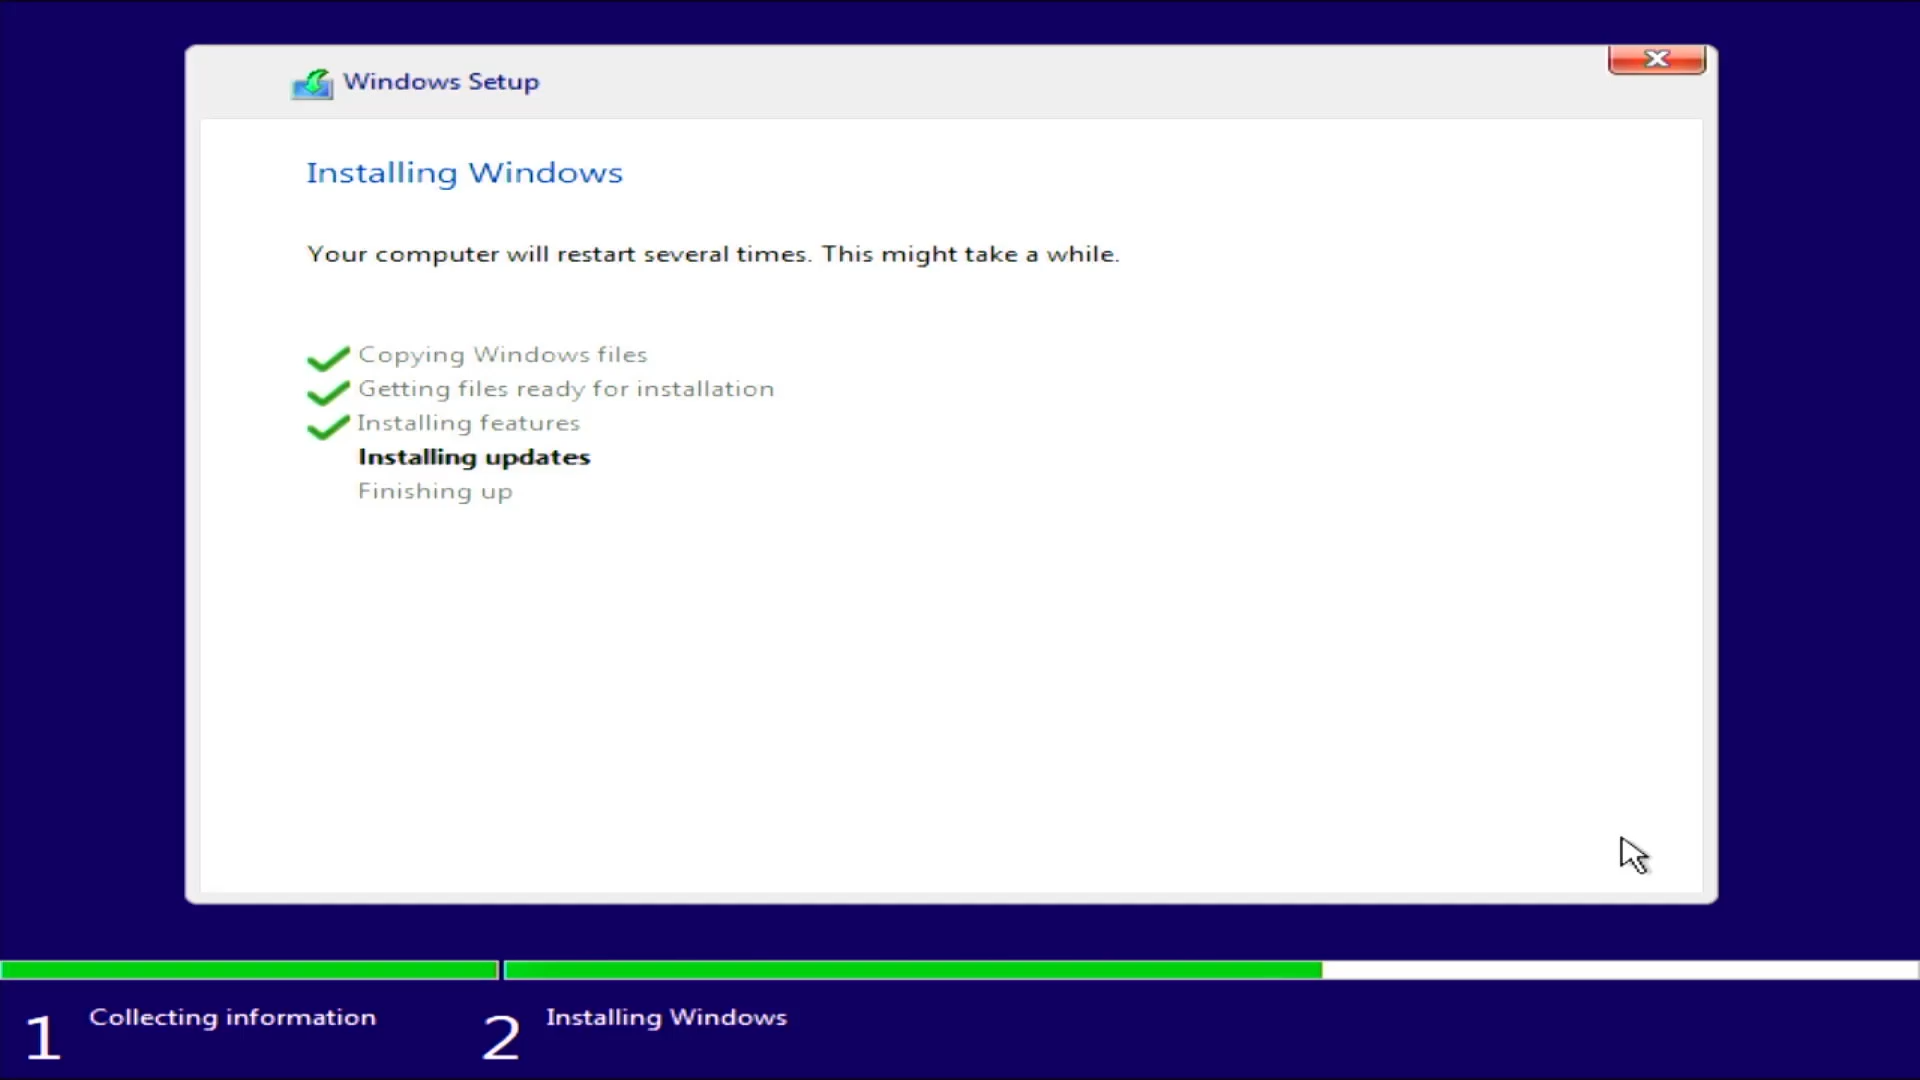 Windows Setup
Installing Windows
Your computer will restart several times. This might take a while.
Copying Windows files
Getting files ready for installation
Installing features
Installing updates
Finishing up
1 Collecting information
2 Installing Windows